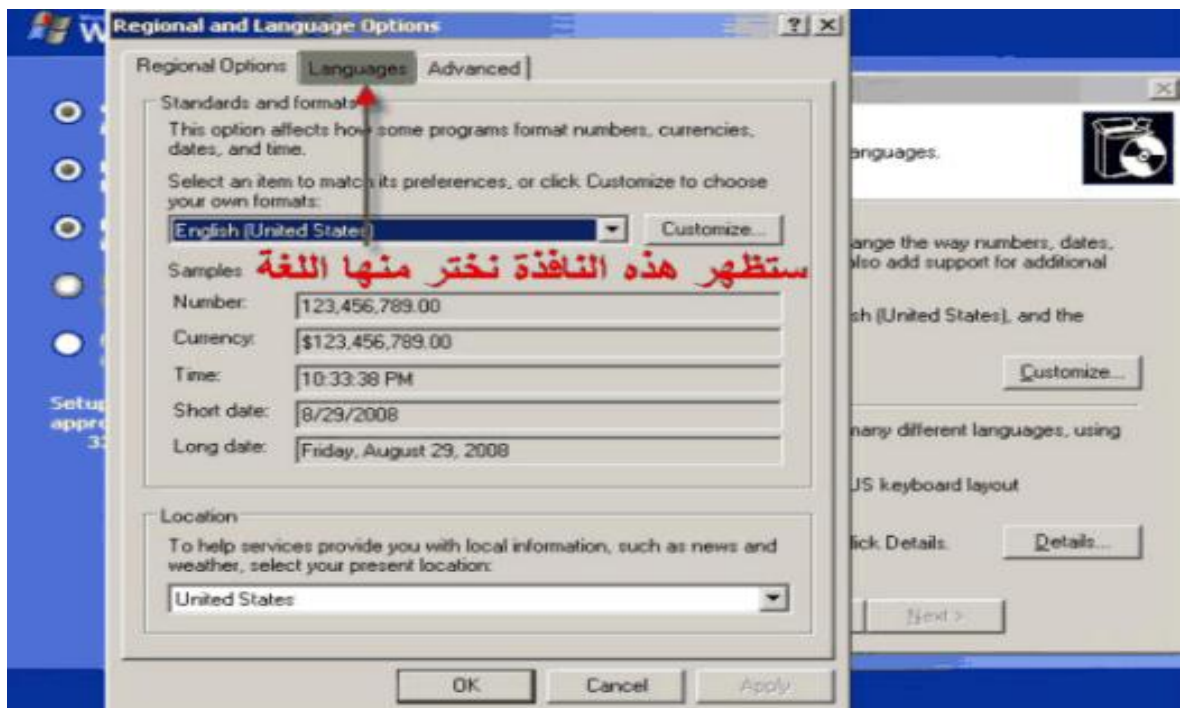 W
Regional and Language Options
Regional Options Languages Advanced
Standards and formats
This option affects how some programs format numbers, currencies,
dates, and time.
Select an item to match its preferences, or click Customize to choose
your own formats:
English (United States) Customize...
ستظهر هذه النافذة نختر منها اللغة
Samples
Number: 123,456,789.00
Currency: $123,456,789.00
Time: 10:33:38 PM
Short date: 8/29/2008
Long date: Friday, August 29, 2008
Location
To help services provide you with local information, such as news and
weather, select your present location:
United States
OK Cancel Apply
Setup
appro
anguages.
ange the way numbers, dates,
also add support for additional
sh (United States), and the
Customize...
many different languages, using
US keyboard layout
lick Details. Details...
Next >